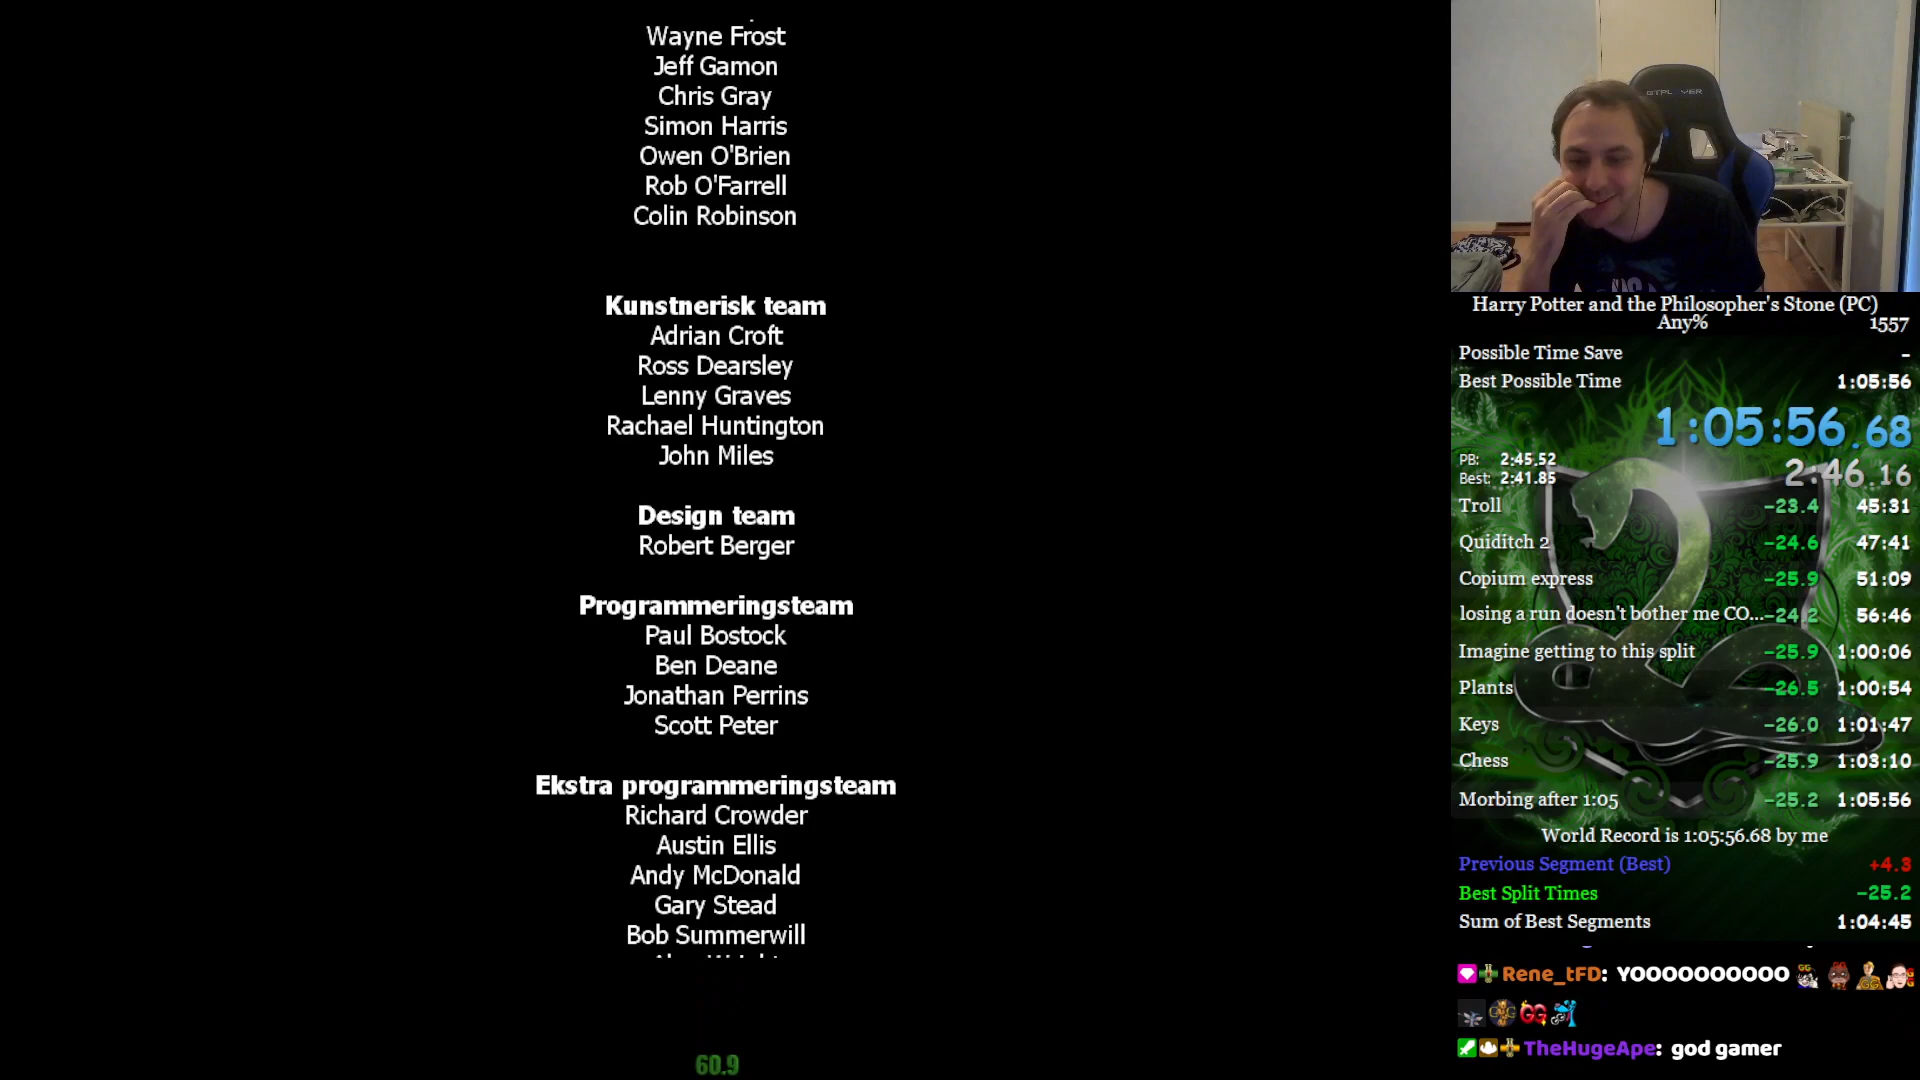 Wayne Frost
Jeff Gamon
Chris Gray
Simon Harris
Owen O'Brien
Rob O'Farrell
Colin Robinson
Kunstnerisk team
Adrian Croft
Ross Dearsley
Lenny Graves
Rachael Huntington
John Miles
Design team
Robert Berger
Programmeringsteam
Paul Bostock
Ben Deane
Jonathan Perrins
Scott Peter
Ekstra programmeringsteam
Richard Crowder
Austin Ellis
Andy McDonald
Gary Stead
Bob Summerwill
60.9
Harry Potter and the Philosopher's Stone (PC)
Any% 1557
Possible Time Save –
Best Possible Time 1:05:56
1:05:56.68
PB: 2:45.52
Best: 2:41.85
2:46.16
Troll -23.4 45:31
Quiditch 2 -24.6 47:41
Copium express -25.9 51:09
losing a run doesn't bother me CO... -24.2 56:46
Imagine getting to this split -25.9 1:00:06
Plants -26.5 1:00:54
Keys -26.0 1:01:47
Chess -25.9 1:03:10
Morbing after 1:05 -25.2 1:05:56
World Record is 1:05:56.68 by me
Previous Segment (Best) +4.3
Best Split Times -25.2
Sum of Best Segments 1:04:45
Rene_tFD: YOOOOOOOOOO
TheHugeApe: god gamer